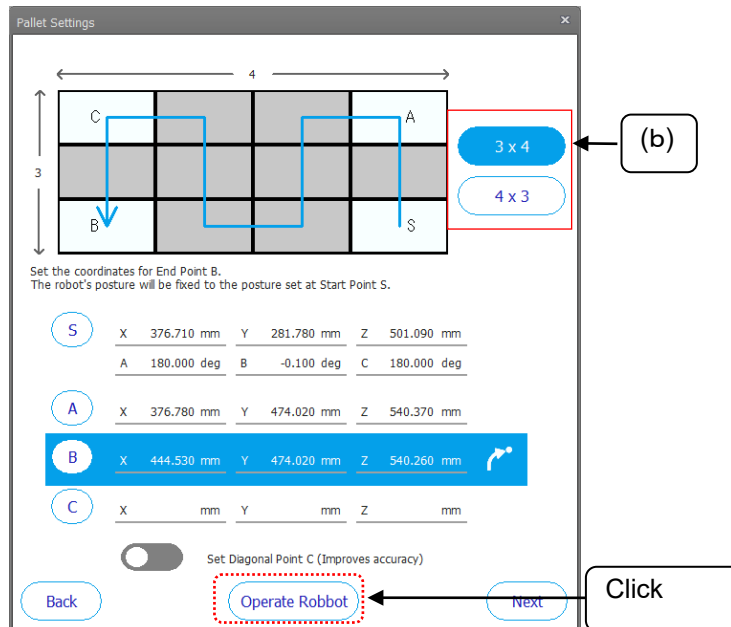 Pallet Settings ×
4
C A
3
B S
3 x 4
4 x 3
(b)
Set the coordinates for End Point B.
The robot's posture will be fixed to the posture set at Start Point S.
S X 376.710 mm Y 281.780 mm Z 501.090 mm
A 180.000 deg B -0.100 deg C 180.000 deg
A X 376.780 mm Y 474.020 mm Z 540.370 mm
B X 444.530 mm Y 474.020 mm Z 540.260 mm
C X mm Y mm Z mm
Set Diagonal Point C (Improves accuracy)
Back Operate Robbot Next
Click